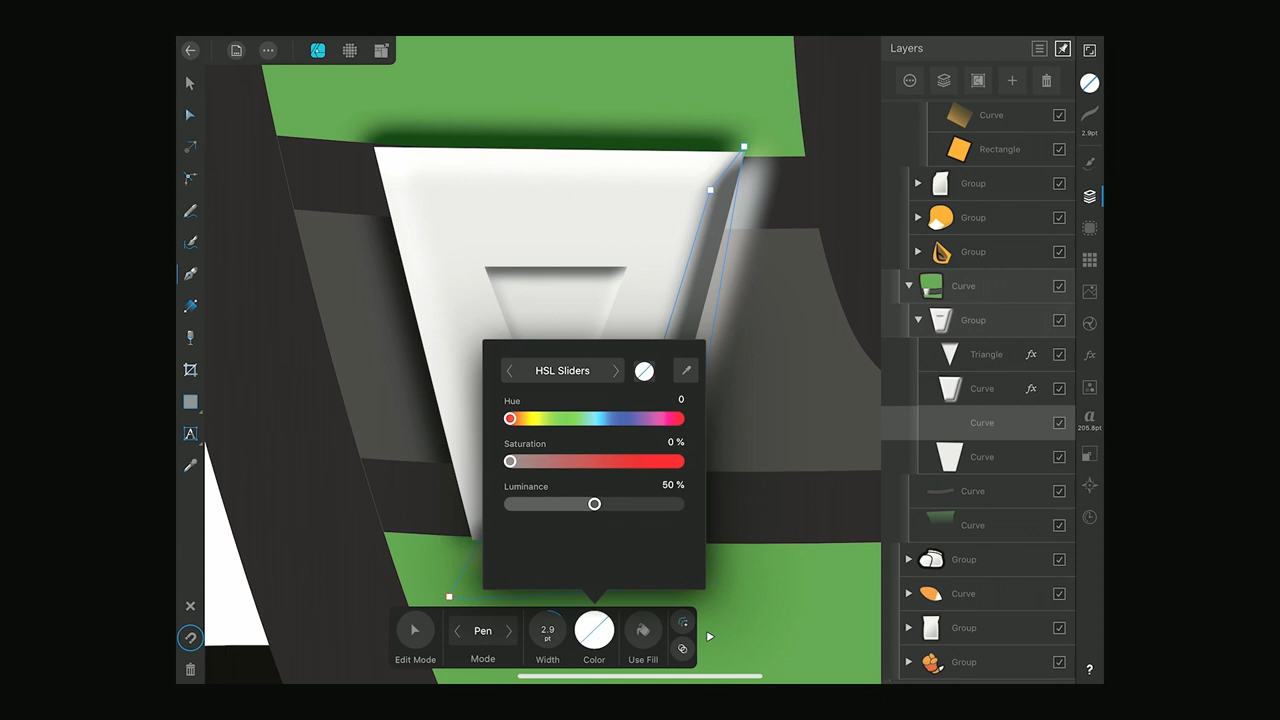 Layers
2.9pt
Curve
Rectangle
Group
Group
Group
Curve
Group
Triangle fx
Curve fx
Curve
Curve
Curve
Curve
Group
Curve
Group
Group
fx
a
205.8pt
?
HSL Sliders
Hue 0
Saturation 0 %
Luminance 50 %
2.9
pt
Pen
Edit Mode Mode Width Color Use Fill
A